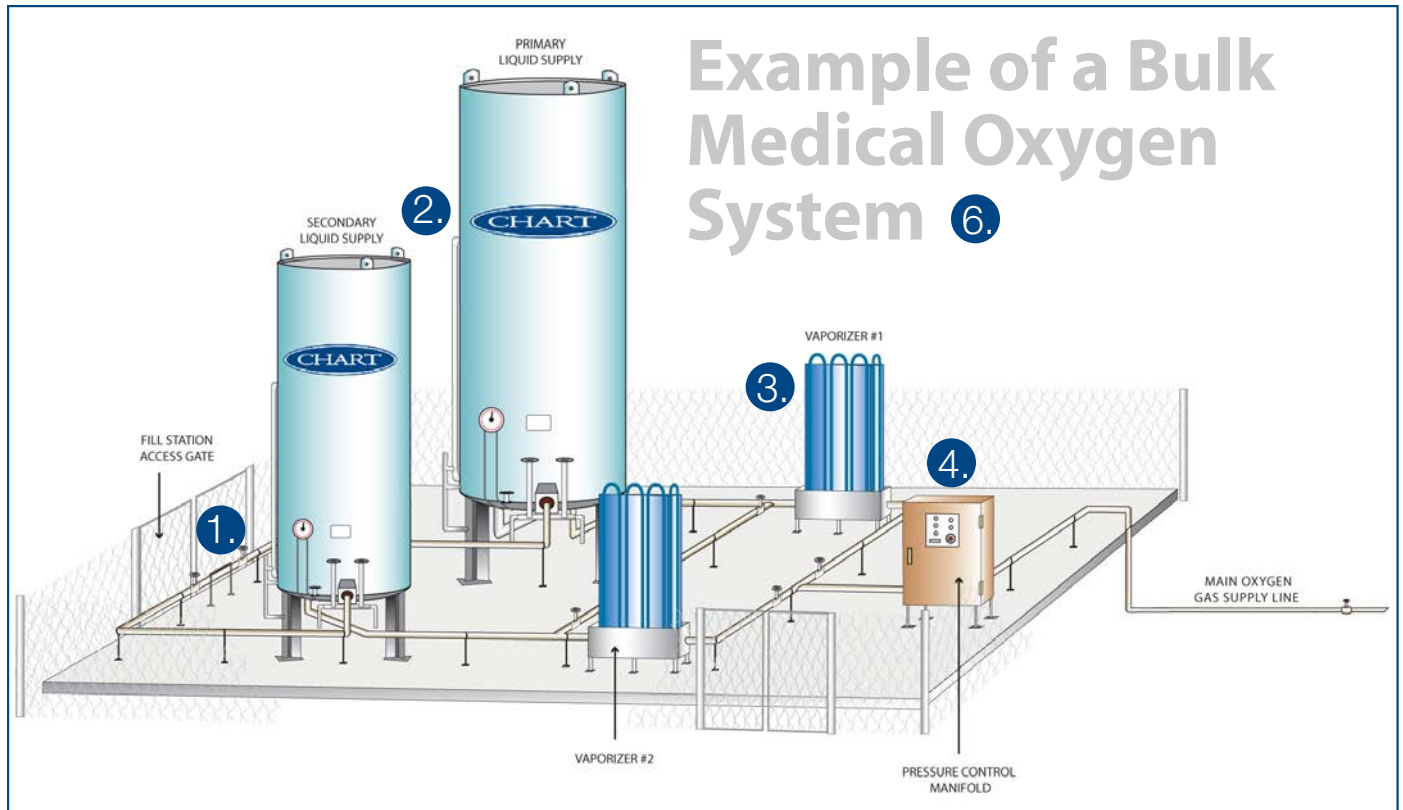 Example of a Bulk
Medical Oxygen
System
6.
PRIMARY
LIQUID SUPPLY
CHART
2.
SECONDARY
LIQUID SUPPLY
CHART
VAPORIZER #1
3.
4.
FILL STATION
ACCESS GATE
1.
MAIN OXYGEN
GAS SUPPLY LINE
VAPORIZER #2
PRESSURE CONTROL
MANIFOLD